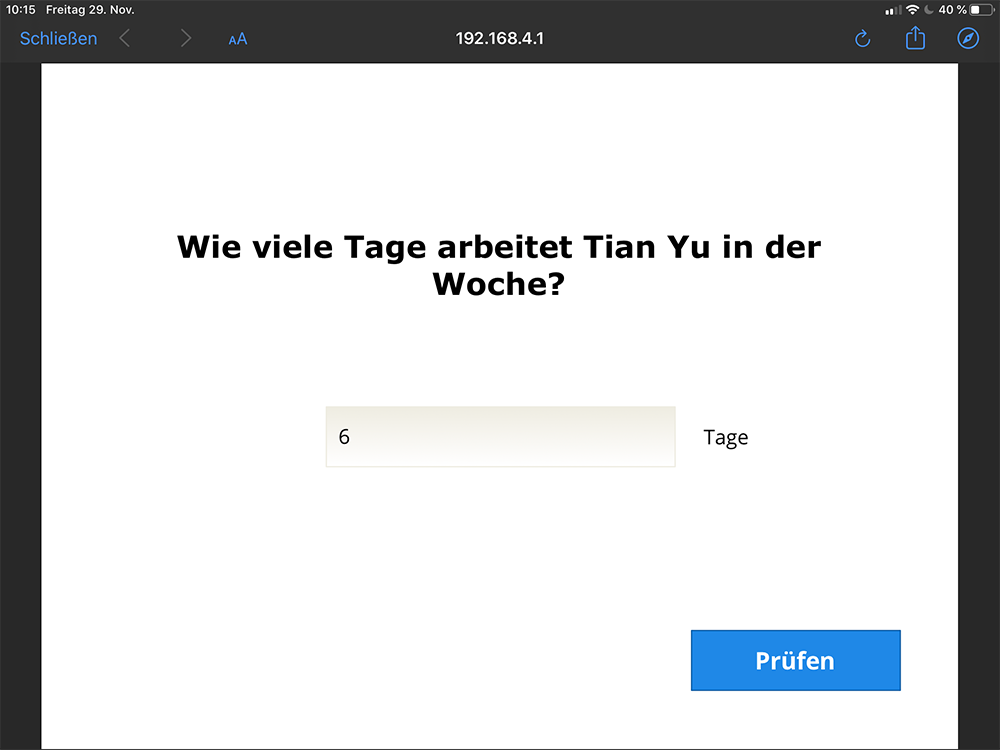 10:15 Freitag 29. Nov. 40 %
Schließen AA 192.168.4.1
Wie viele Tage arbeitet Tian Yu in der
Woche?
6 Tage
Prüfen